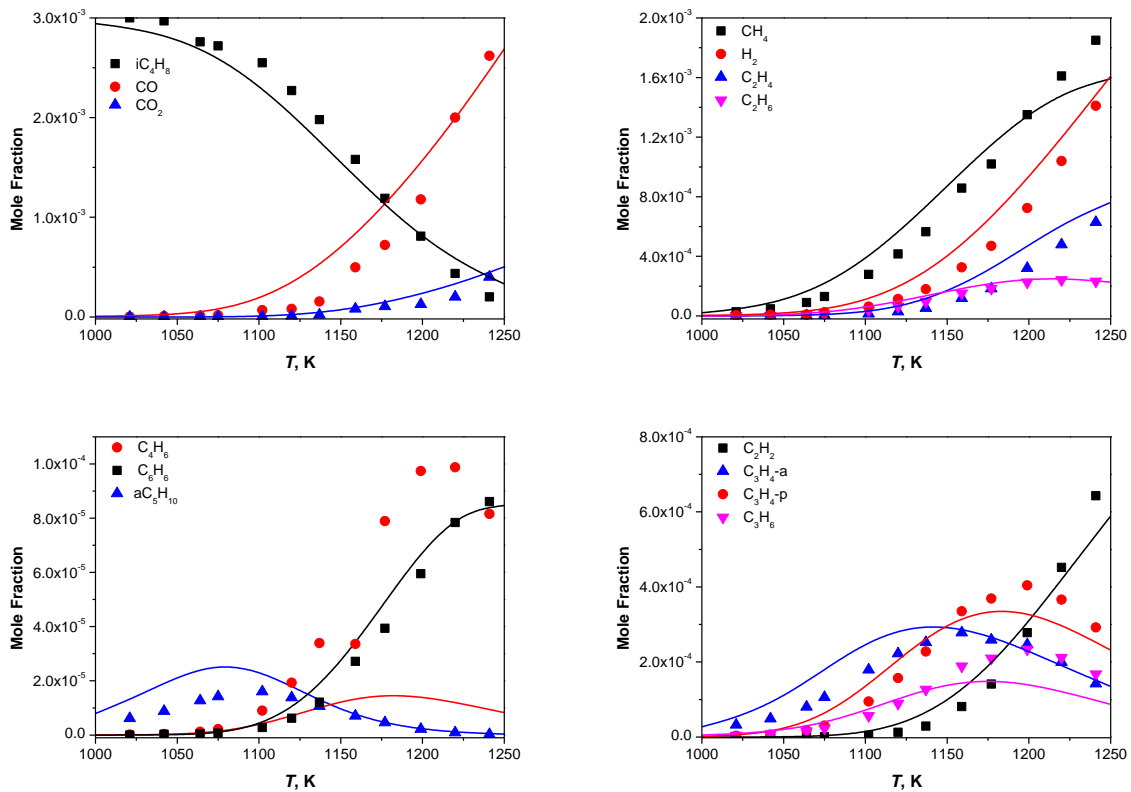 3.0x10⁻³
2.0x10⁻³
1.0x10⁻³
0.0
Mole Fraction
iC₄H₈
CO
CO₂
1000 1050 1100 1150 1200 1250
T, K
2.0x10⁻³
1.6x10⁻³
1.2x10⁻³
8.0x10⁻⁴
4.0x10⁻⁴
0.0
Mole Fraction
CH₄
H₂
C₂H₄
C₂H₆
1000 1050 1100 1150 1200 1250
T, K
1.0x10⁻⁴
8.0x10⁻⁵
6.0x10⁻⁵
4.0x10⁻⁵
2.0x10⁻⁵
0.0
Mole Fraction
C₄H₆
C₆H₆
aC₅H₁₀
1000 1050 1100 1150 1200 1250
T, K
8.0x10⁻⁴
6.0x10⁻⁴
4.0x10⁻⁴
2.0x10⁻⁴
0.0
Mole Fraction
C₂H₂
C₃H₄-a
C₃H₄-p
C₃H₆
1000 1050 1100 1150 1200 1250
T, K